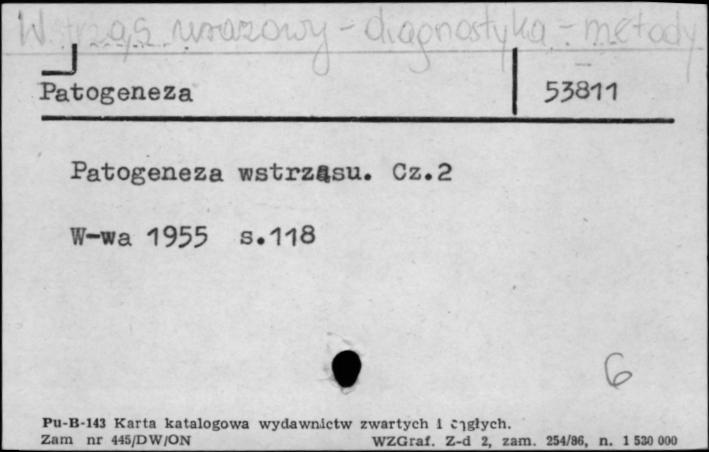 Wstrząs urazowy - diagnostyka - metody
Patogeneza 53811
Patogeneza wstrząsu. Cz.2
W-wa 1955 s.118
6
Pu-B-143 Karta katalogowa wydawnictw zwartych i ciągłych.
Zam nr 445/DW/ON WZGraf. Z-d 2, zam. 254/86, n. 1 530 000